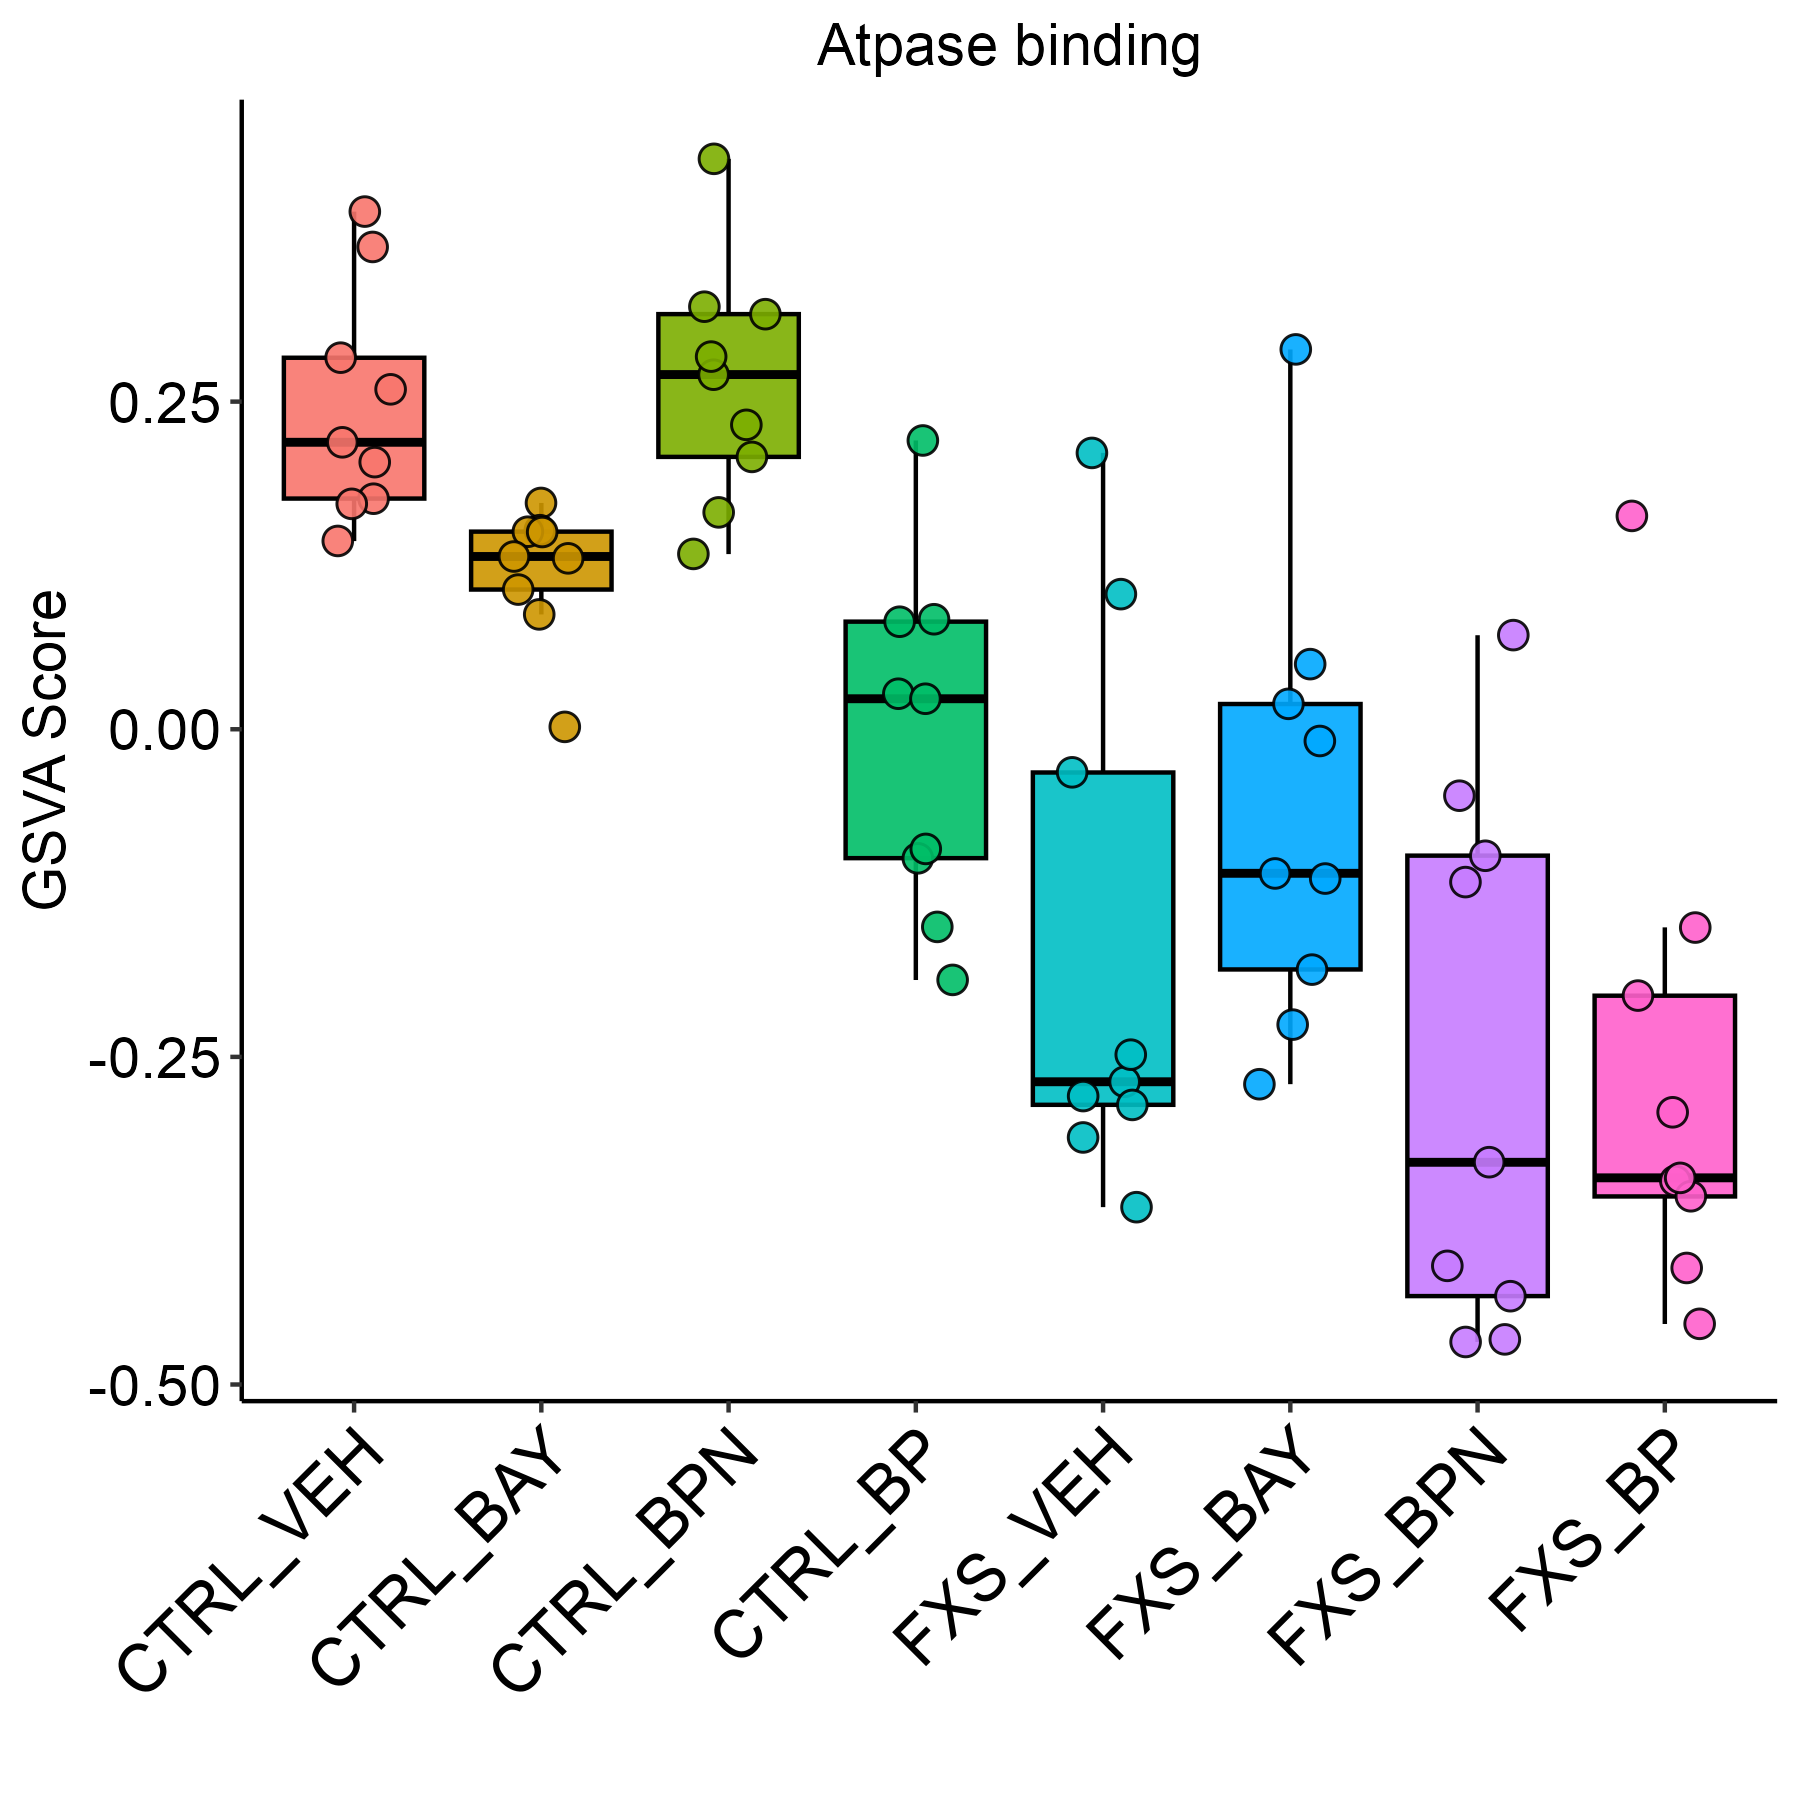 Atpase binding
GSVA Score
0.25
0.00
-0.25
-0.50
CTRL_VEH
CTRL_BAY
CTRL_BPN
CTRL_BP
FXS_VEH
FXS_BAY
FXS_BPN
FXS_BP